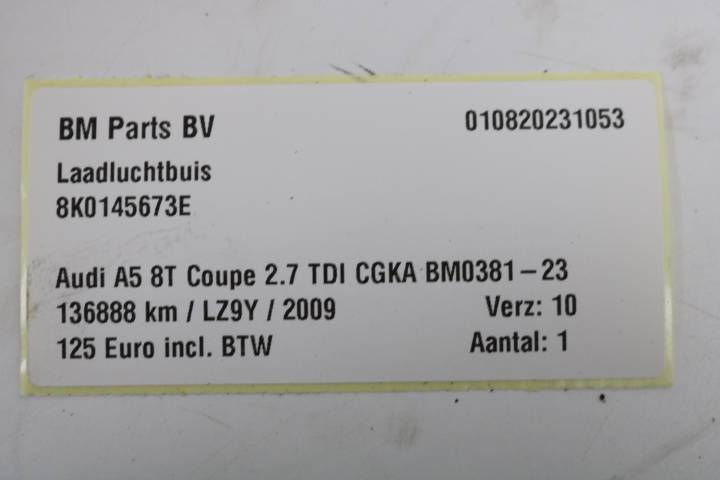 BM Parts BV 010820231053
Laadluchtbuis
8K0145673E
Audi A5 8T Coupe 2.7 TDI CGKA BM0381-23
136888 km / LZ9Y / 2009 Verz: 10
125 Euro incl. BTW Aantal: 1